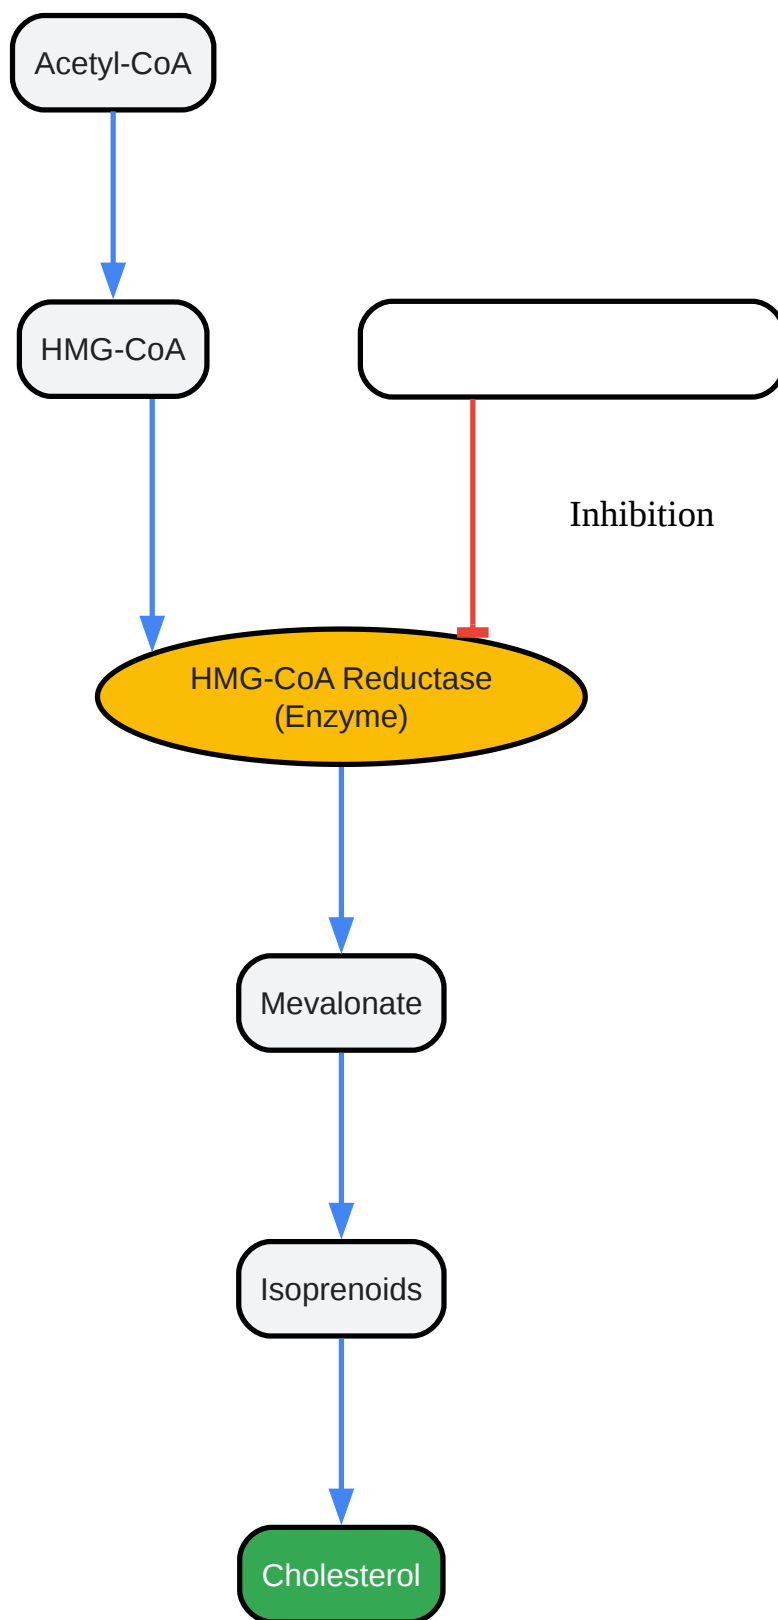 Acetyl-CoA
HMG-CoA
Inhibition
HMG-CoA Reductase
(Enzyme)
Mevalonate
Isoprenoids
Cholesterol